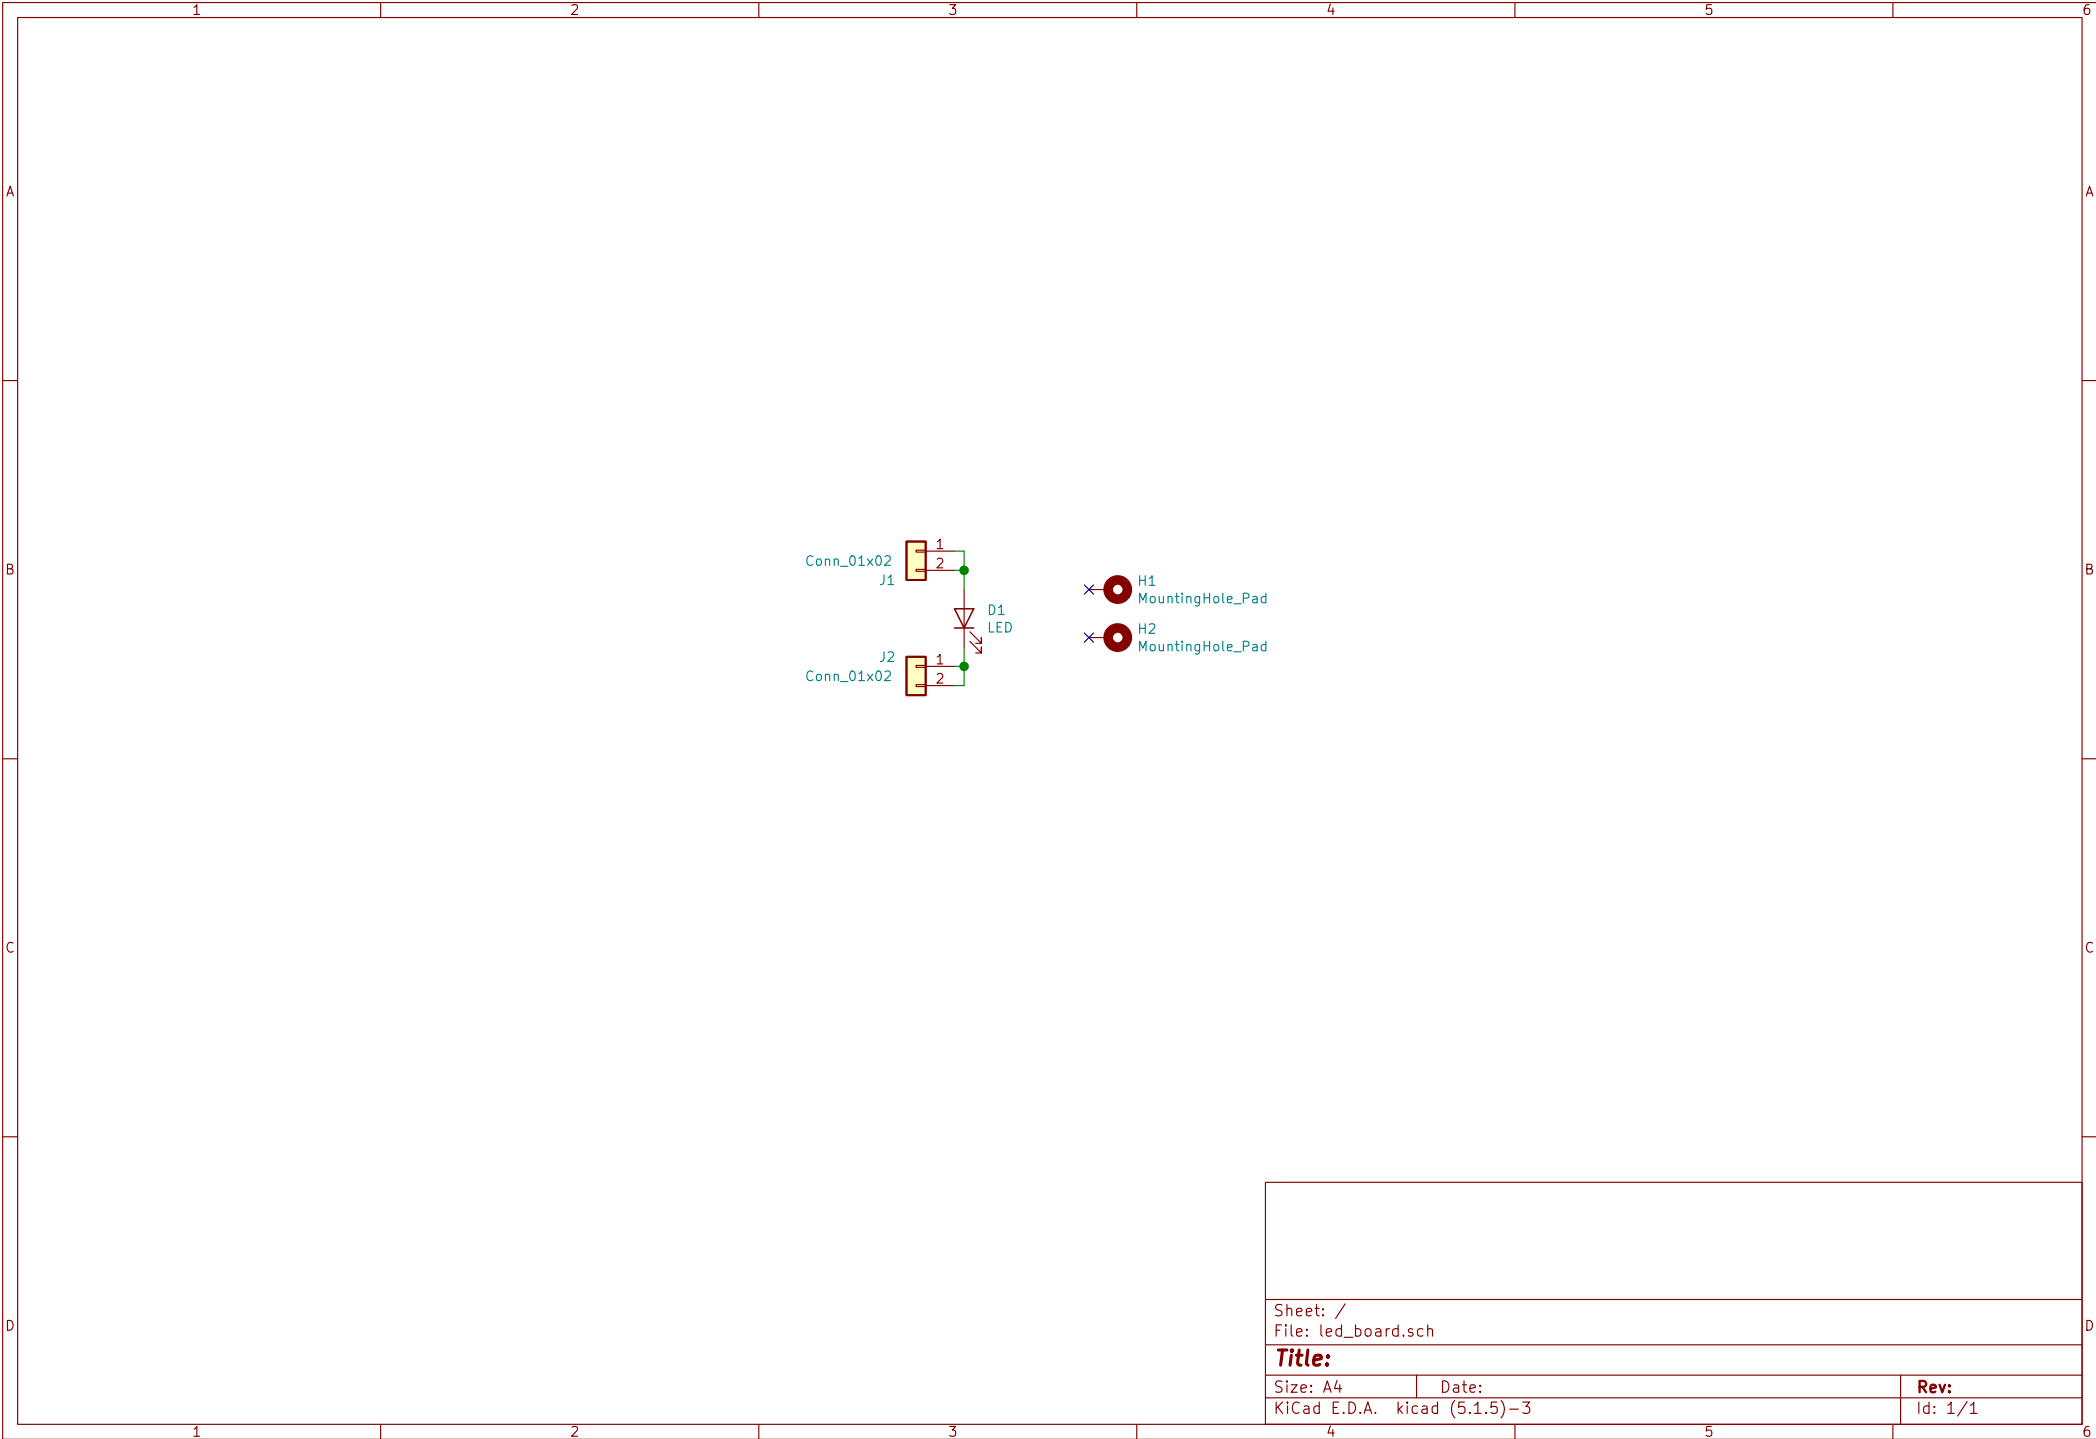 1 2 3 4 5 6
A A
Conn_01x02
J1
1
2
B B
H1
MountingHole_Pad
D1
LED
H2
MountingHole_Pad
J2
Conn_01x02
1
2
C C
Sheet: /
File: led_board.sch
D D
Title:
Size: A4 Date: Rev:
KiCad E.D.A. kicad (5.1.5)-3 Id: 1/1
1 2 3 4 5 6